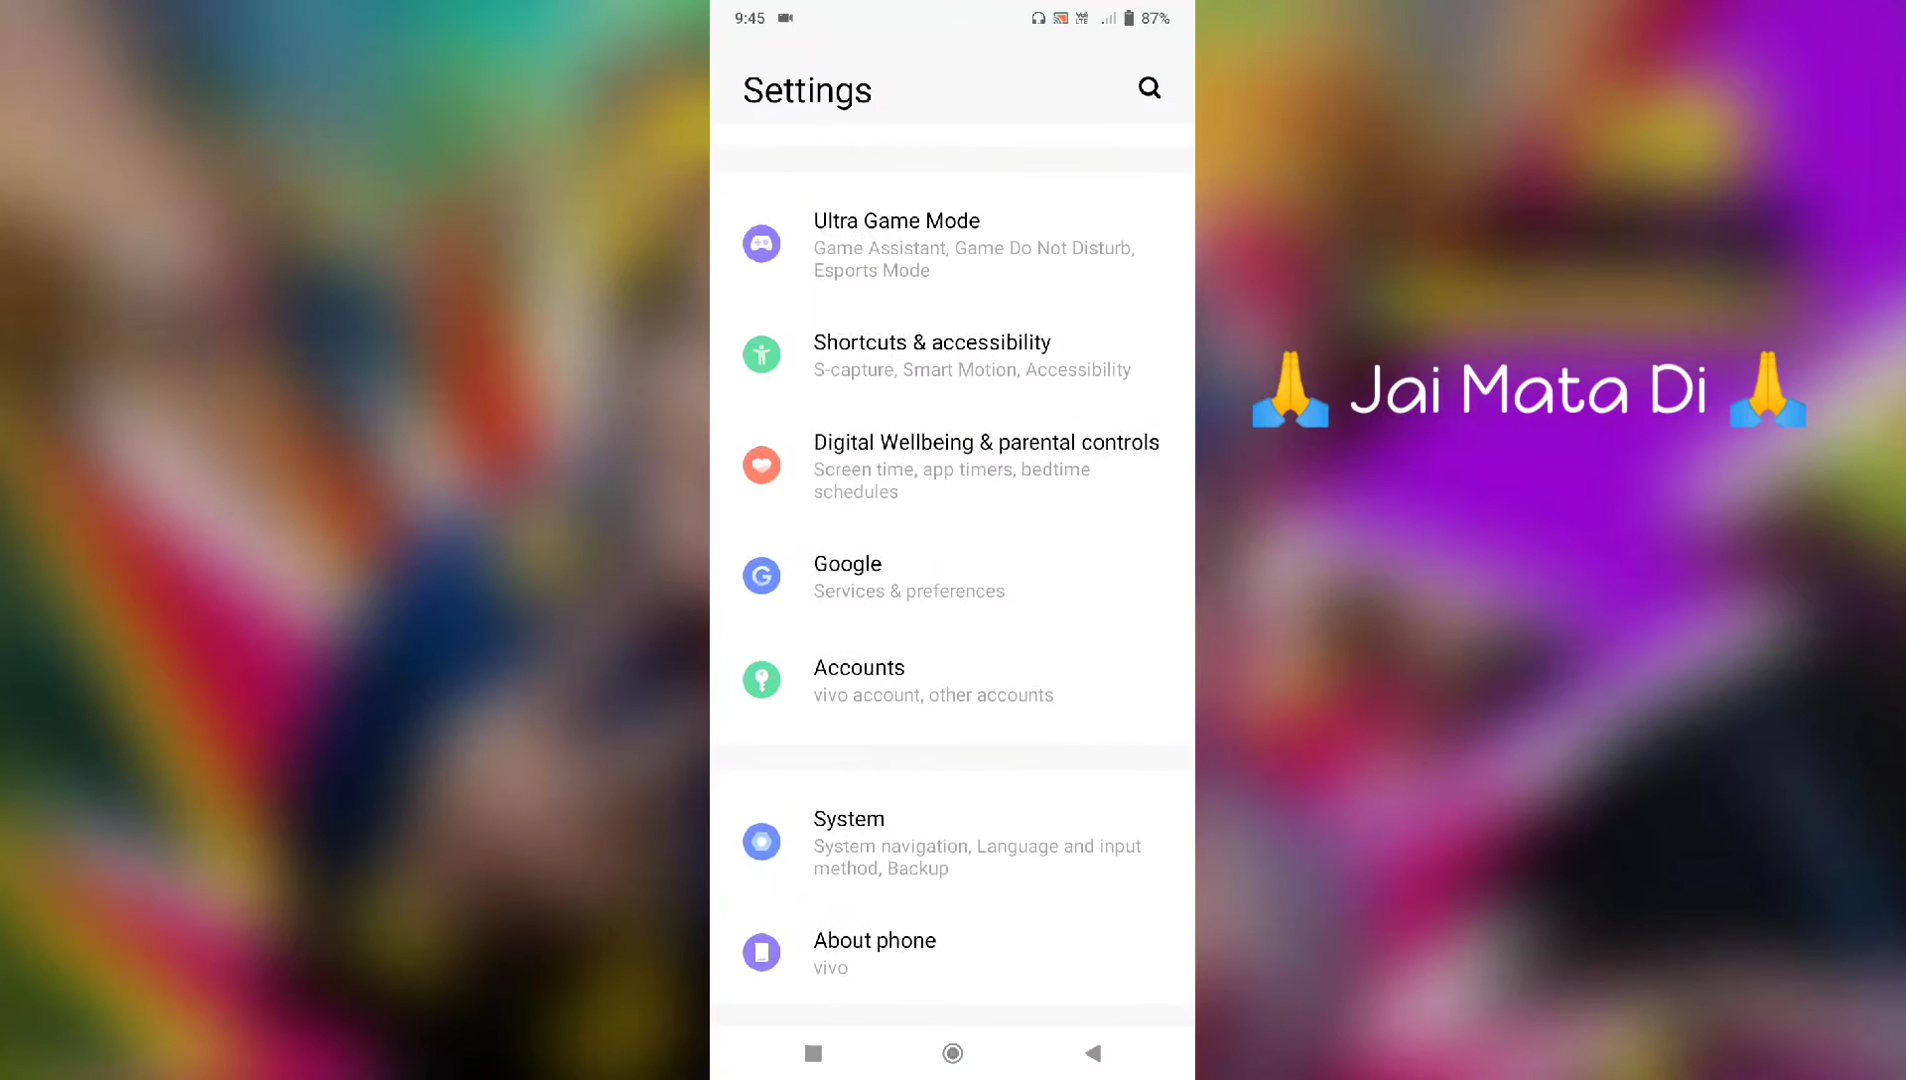 9:45 87%
Settings
Ultra Game Mode
Game Assistant, Game Do Not Disturb,
Esports Mode
Shortcuts & accessibility
S-capture, Smart Motion, Accessibility
Digital Wellbeing & parental controls
Screen time, app timers, bedtime
schedules
Google
Services & preferences
Accounts
vivo account, other accounts
System
System navigation, Language and input
method, Backup
About phone
vivo
🙏 Jai Mata Di 🙏